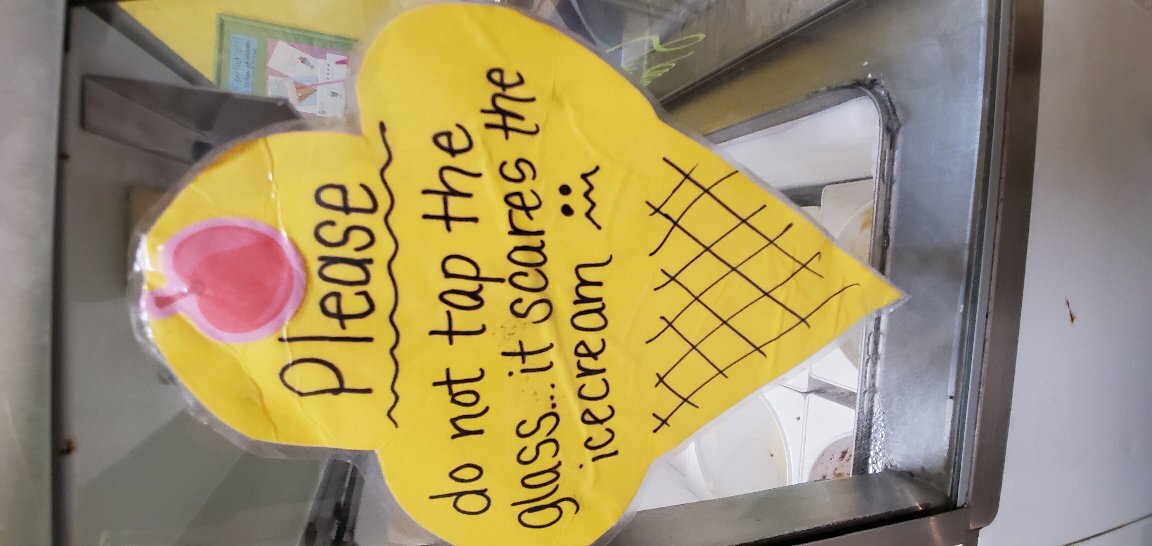 Please
do not tap the
glass...it scares the
icecream